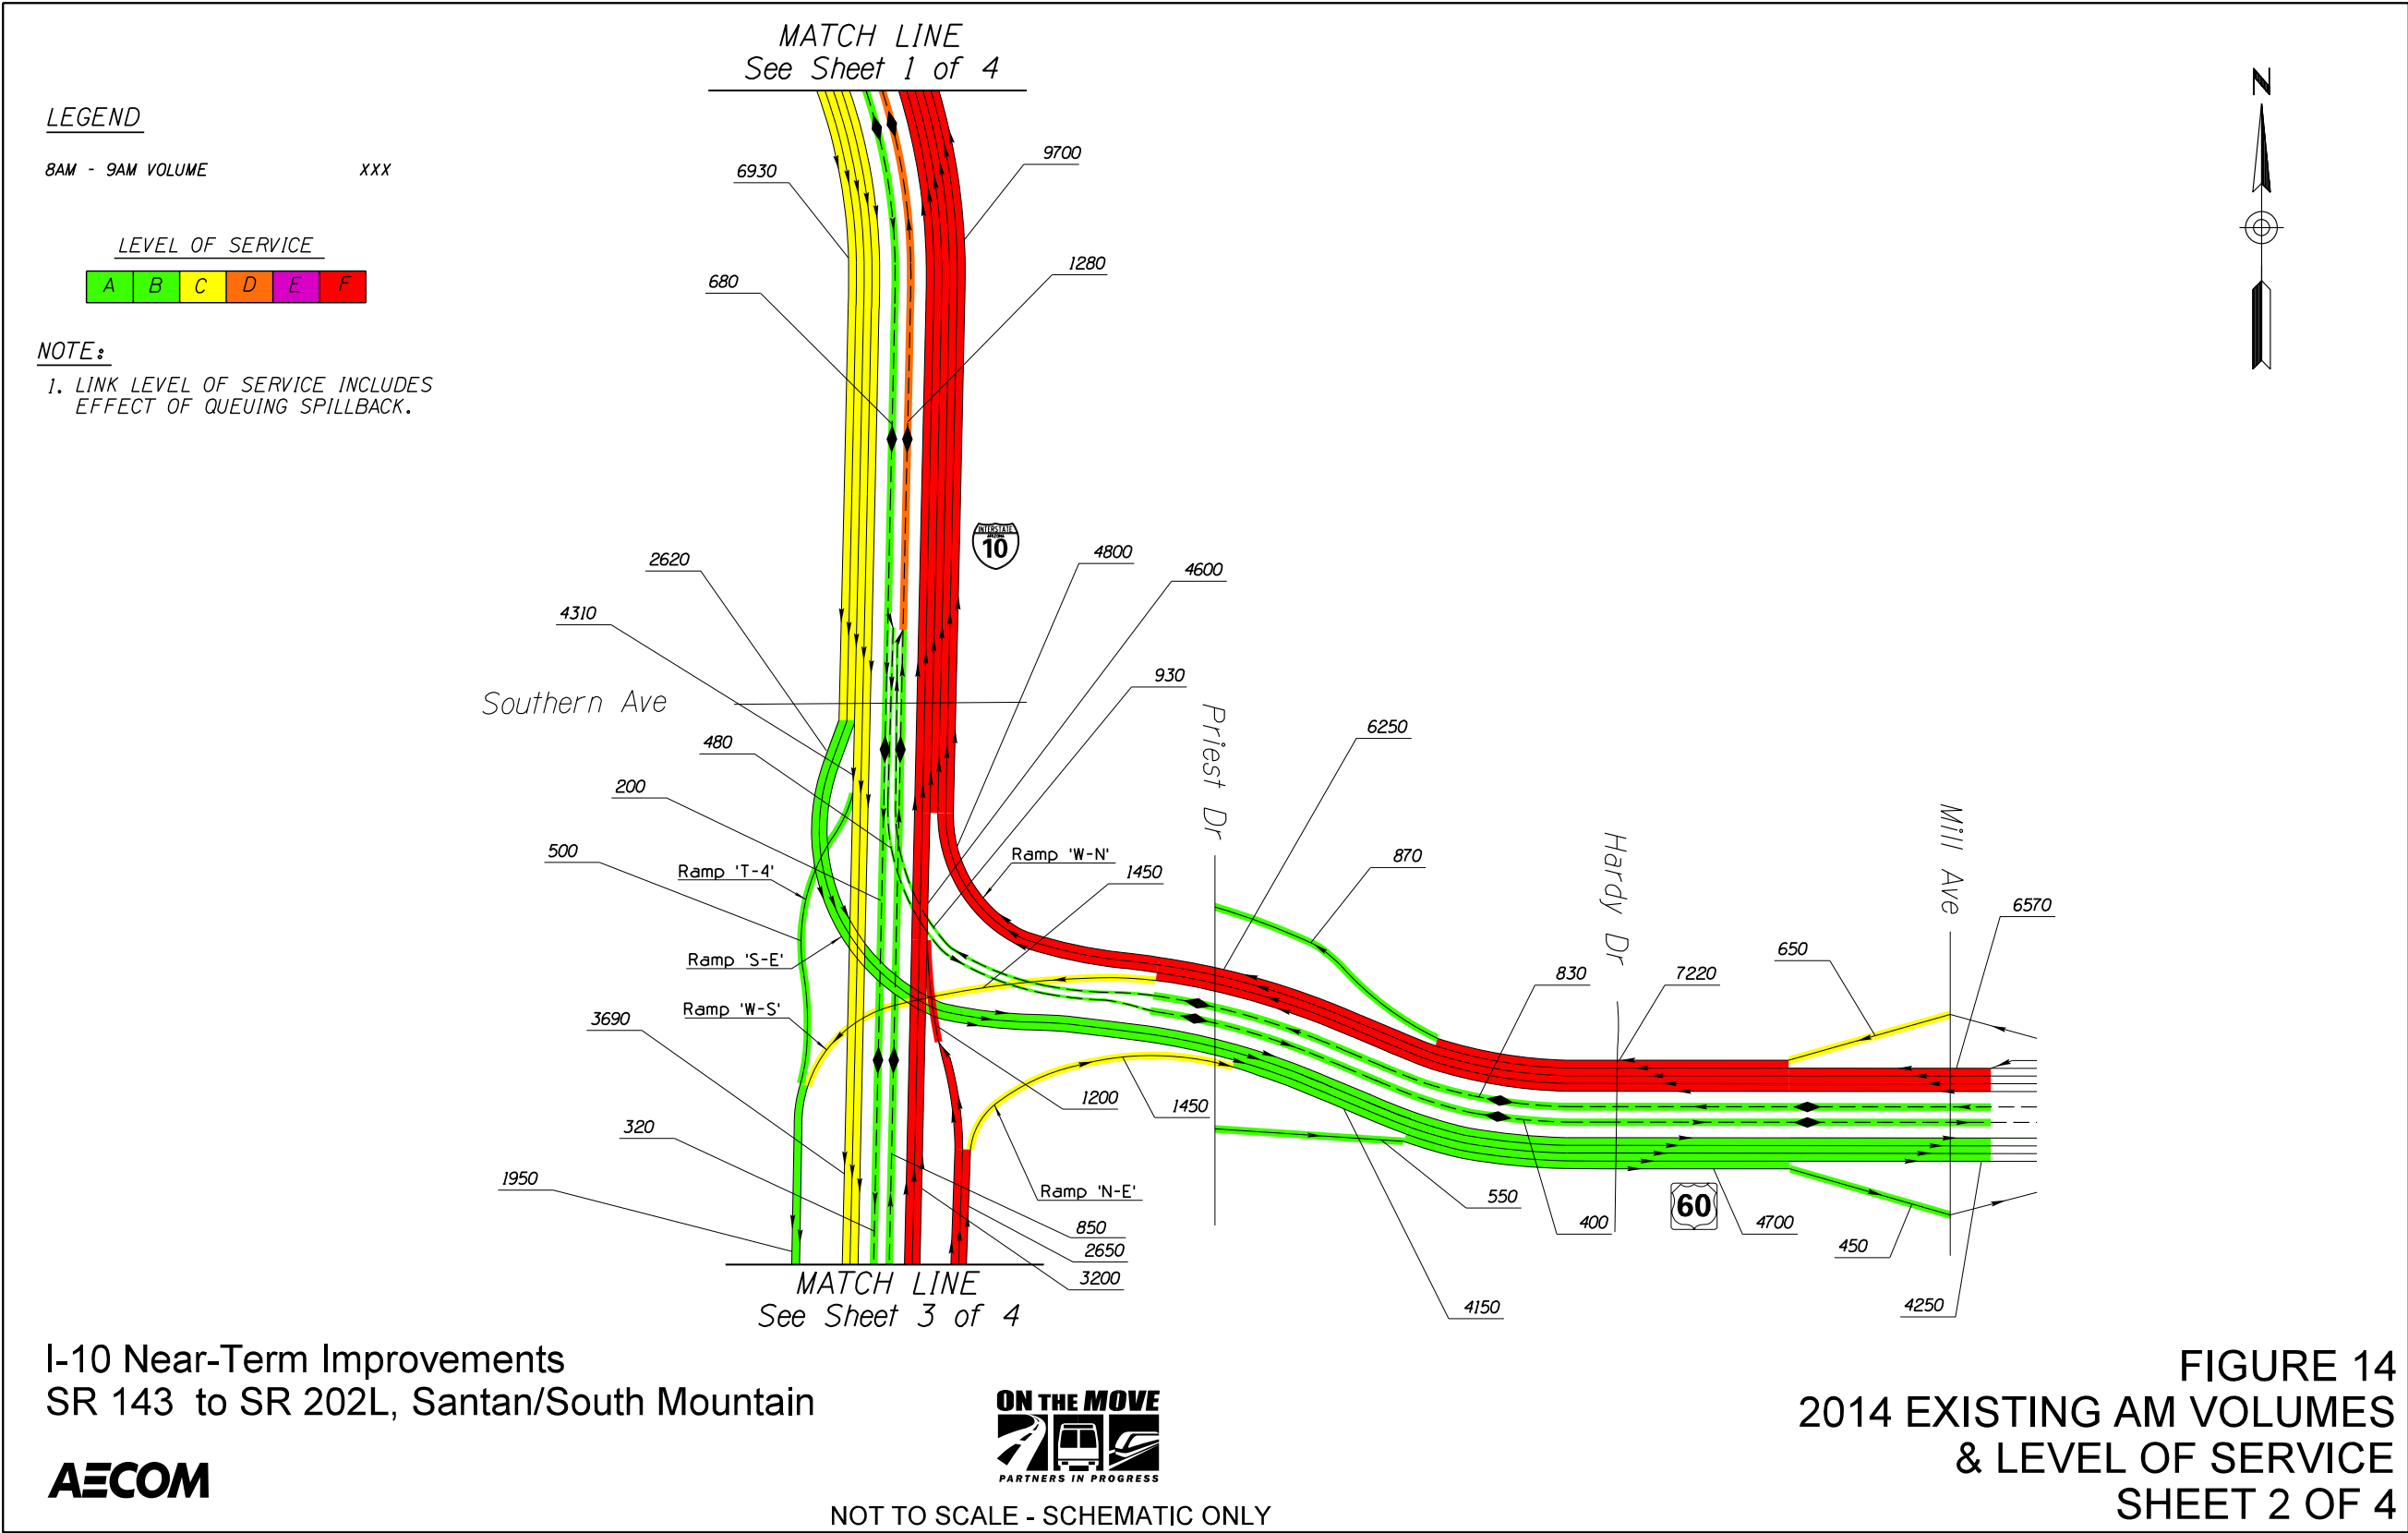 MATCH LINE
See Sheet 1 of 4
N
LEGEND
8AM - 9AM VOLUME XXX
LEVEL OF SERVICE
A B C D E F
NOTE:
1. LINK LEVEL OF SERVICE INCLUDES
EFFECT OF QUEUING SPILLBACK.
9700
6930
1280
680
INTERSTATE
ARIZONA
10
4800
2620
4600
4310
930
Southern Ave
Priest Dr
6250
480
200
Mill Ave
Hardy Dr
500
Ramp 'W-N'
870
Ramp 'T-4'
1450
6570
650
Ramp 'S-E'
830
7220
Ramp 'W-S'
3690
1200
1450
320
1950
Ramp 'N-E'
550
60
850
400
4700
450
2650
3200
4150
4250
MATCH LINE
See Sheet 3 of 4
I-10 Near-Term Improvements
SR 143 to SR 202L, Santan/South Mountain
AECOM
ON THE MOVE
PARTNERS IN PROGRESS
NOT TO SCALE - SCHEMATIC ONLY
FIGURE 14
2014 EXISTING AM VOLUMES
& LEVEL OF SERVICE
SHEET 2 OF 4